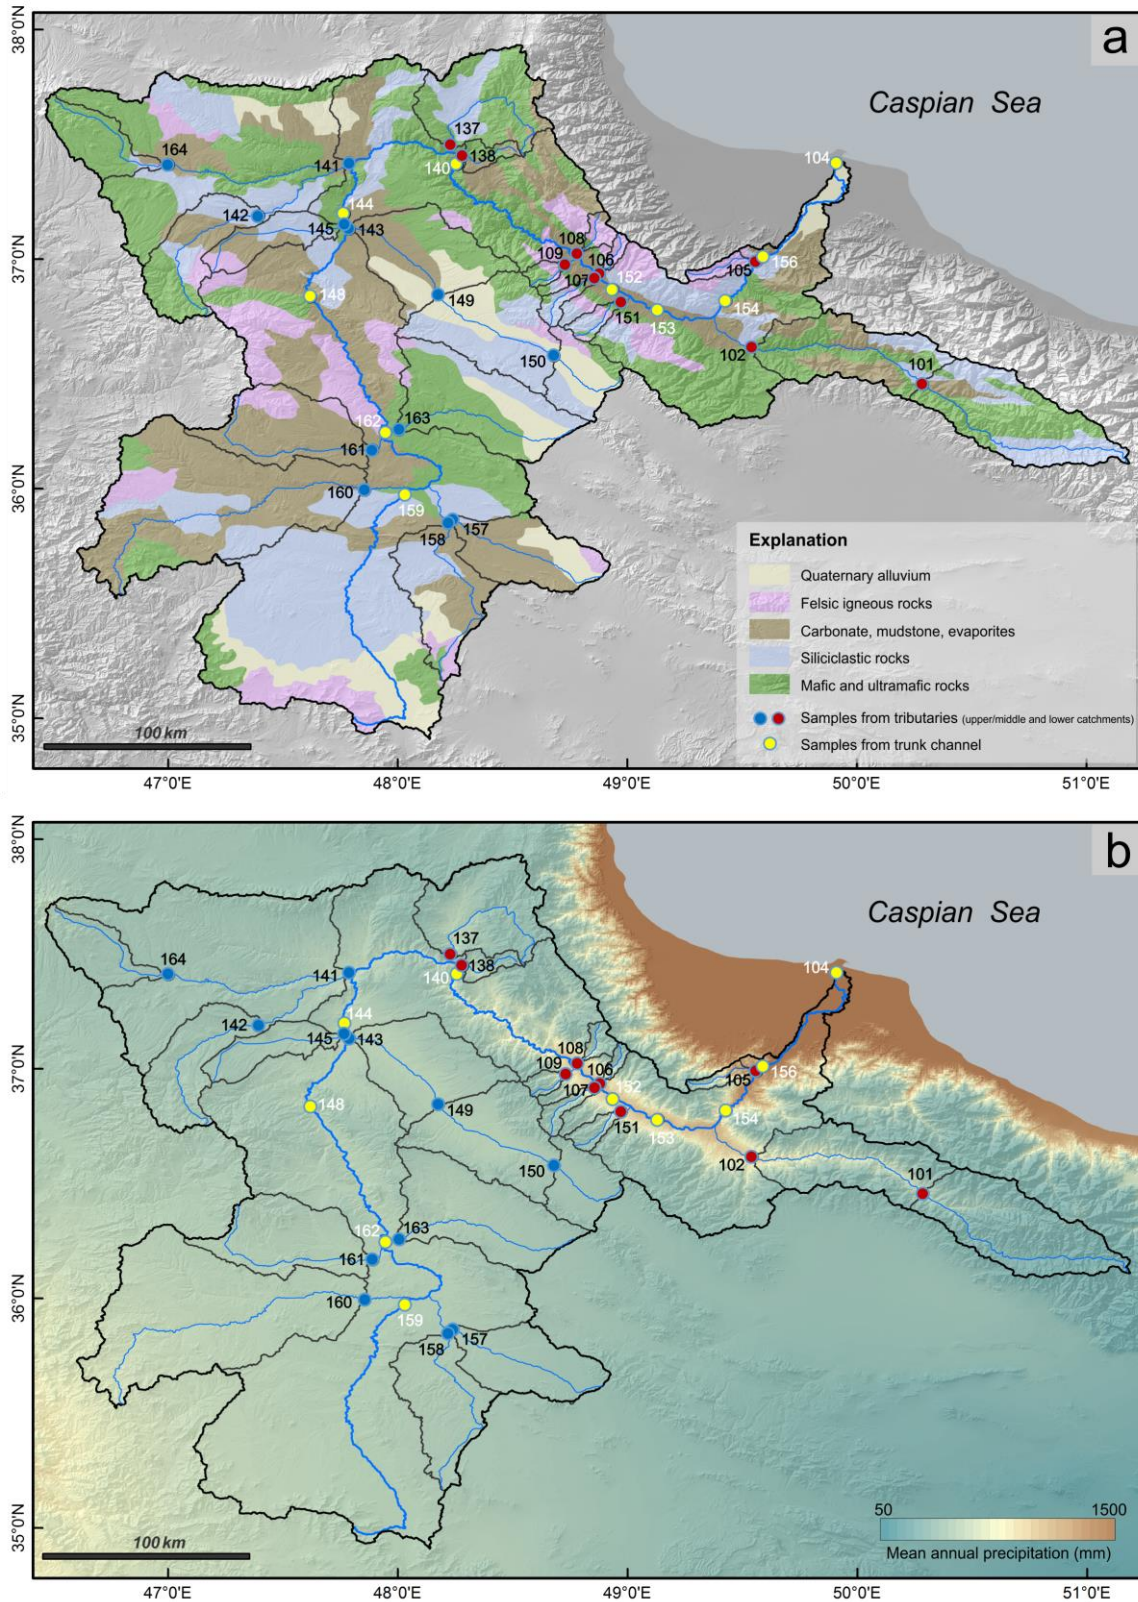 a
38°0'N
Caspian Sea
137
104
164
141
138
140
144
142
145
143
37°0'N
108
109
106
105
156
152
107
148
149
151
154
153
150
102
101
162
163
161
36°0'N
160
159
157
158
Explanation
Quaternary alluvium
Felsic igneous rocks
Carbonate, mudstone, evaporites
Siliciclastic rocks
Mafic and ultramafic rocks
Samples from tributaries (upper/middle and lower catchments)
Samples from trunk channel
35°0'N
100 km
47°0'E
48°0'E
49°0'E
50°0'E
51°0'E
b
38°0'N
Caspian Sea
137
104
164
141
138
140
144
142
145
143
37°0'N
108
109
106
105
156
152
107
148
149
151
154
153
150
102
101
162
163
161
36°0'N
160
159
157
158
50
1500
Mean annual precipitation (mm)
35°0'N
100 km
47°0'E
48°0'E
49°0'E
50°0'E
51°0'E